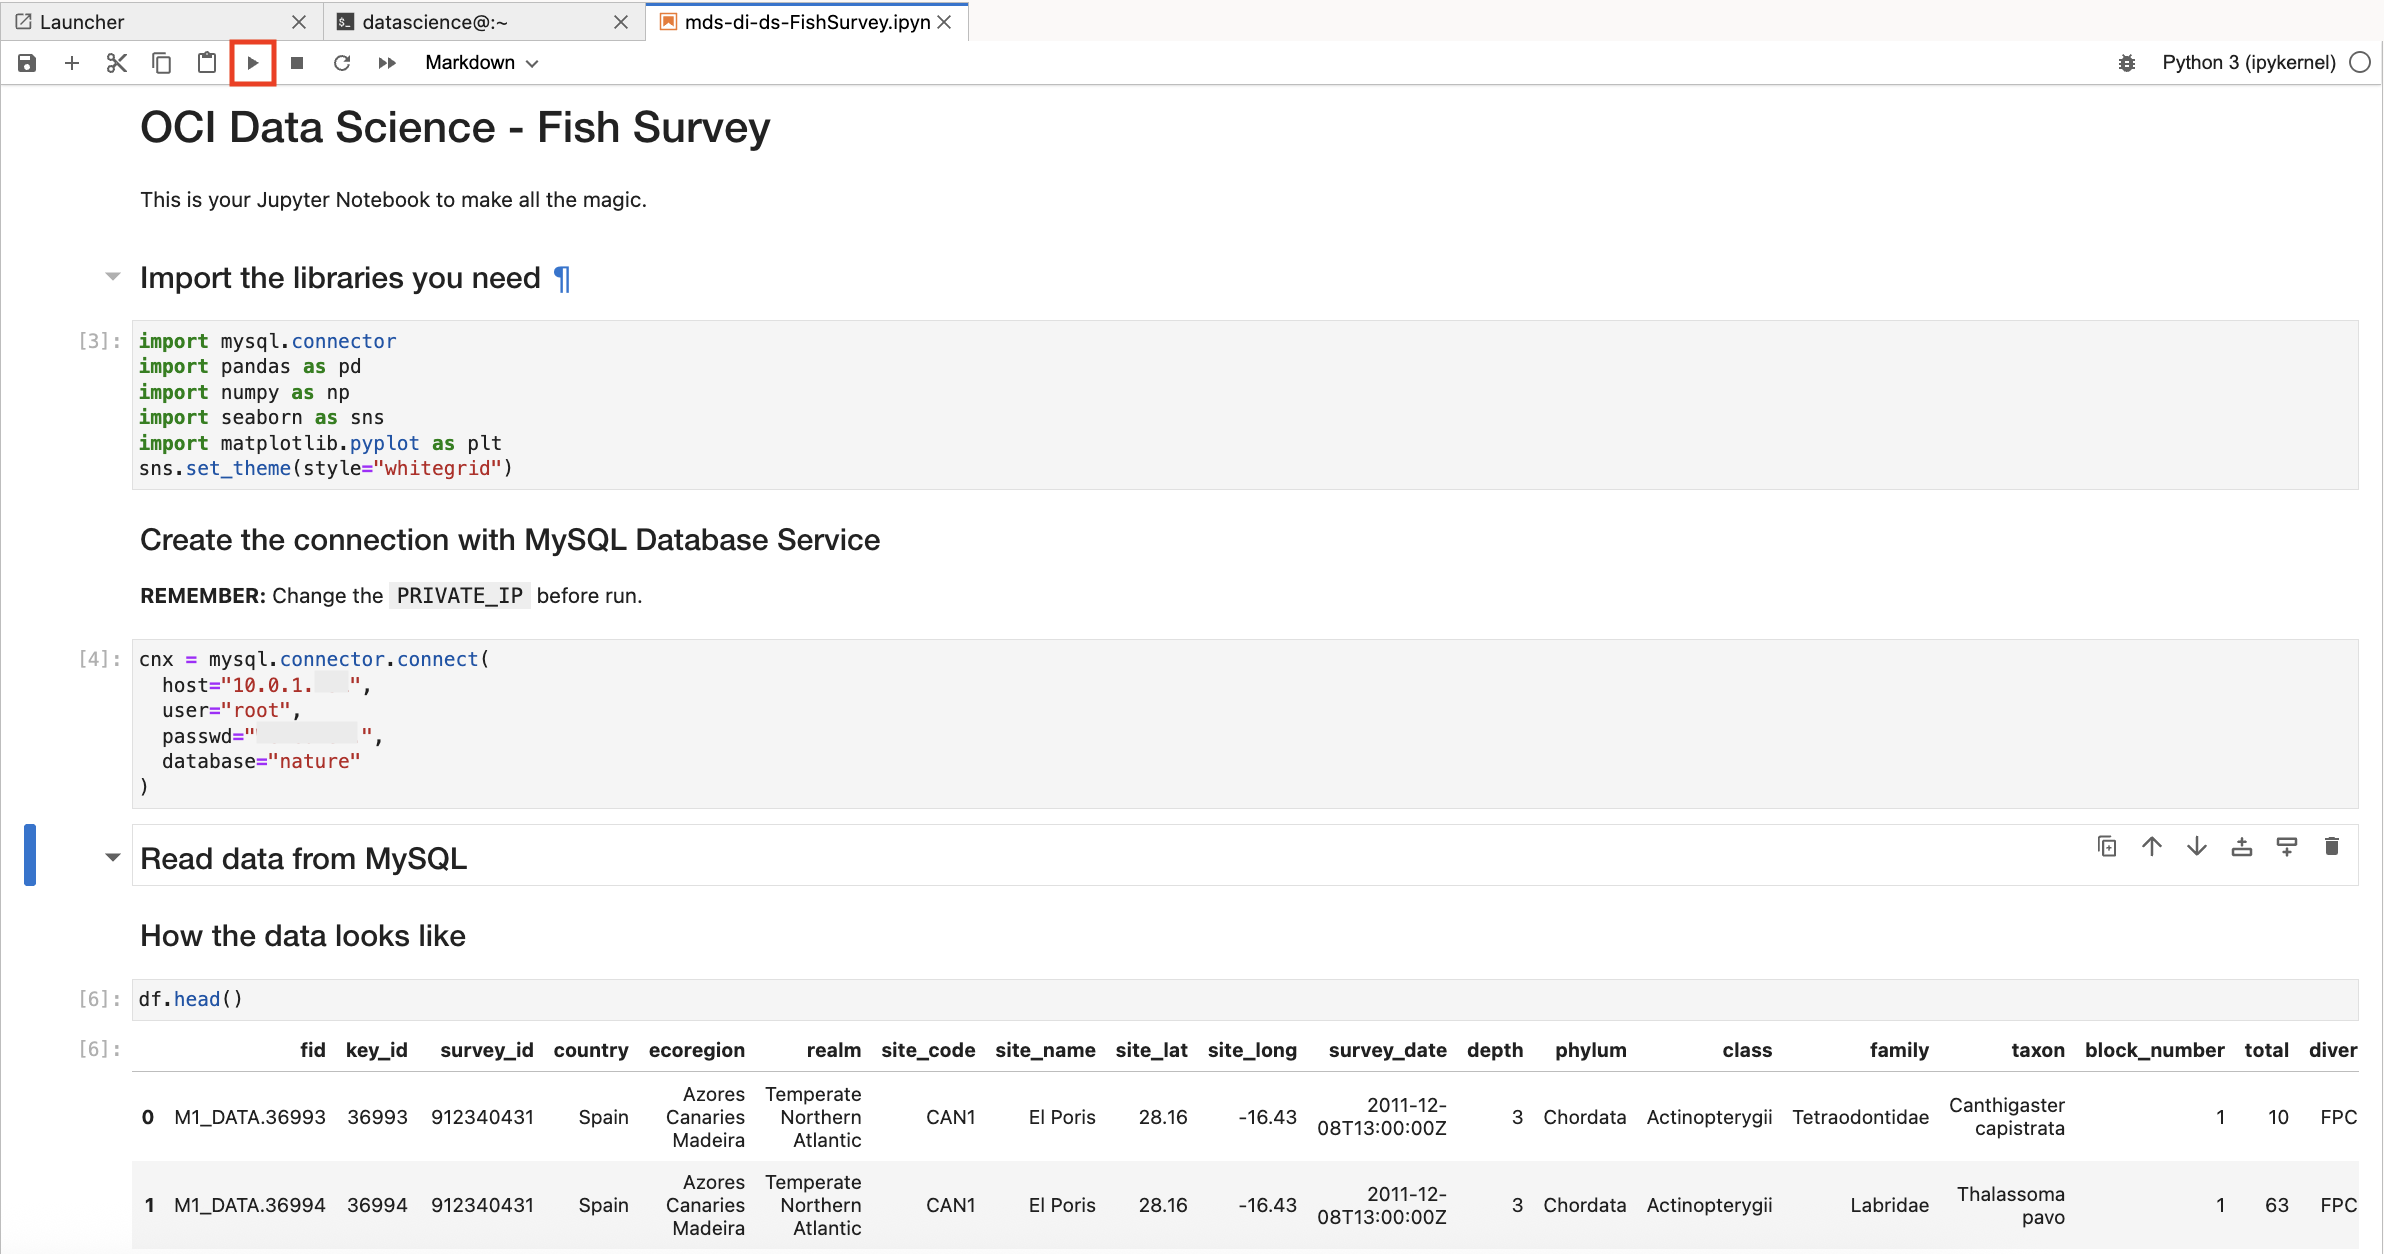 Launcher
datascience@:~
mds-di-ds-FishSurvey.ipyn
Markdown
Python 3 (ipykernel)
OCI Data Science - Fish Survey
This is your Jupyter Notebook to make all the magic.
Import the libraries you need ¶
[3]:
import mysql.connector
import pandas as pd
import numpy as np
import seaborn as sns
import matplotlib.pyplot as plt
sns.set_theme(style="whitegrid")
Create the connection with MySQL Database Service
REMEMBER: Change the PRIVATE_IP before run.
[4]:
cnx = mysql.connector.connect(
host="10.0.1. ",
user="root",
passwd=" ",
database="nature"
)
Read data from MySQL
How the data looks like
[6]:
df.head()
[6]:
fid key_id survey_id country ecoregion realm site_code site_name site_lat site_long survey_date depth phylum class family taxon block_number total diver
0 M1_DATA.36993 36993 912340431 Spain Azores Canaries Madeira Temperate Northern Atlantic CAN1 El Poris 28.16 -16.43 2011-12-08T13:00:00Z 3 Chordata Actinopterygii Tetraodontidae Canthigaster capistrata 1 10 FPC
1 M1_DATA.36994 36994 912340431 Spain Azores Canaries Madeira Temperate Northern Atlantic CAN1 El Poris 28.16 -16.43 2011-12-08T13:00:00Z 3 Chordata Actinopterygii Labridae Thalassoma pavo 1 63 FPC